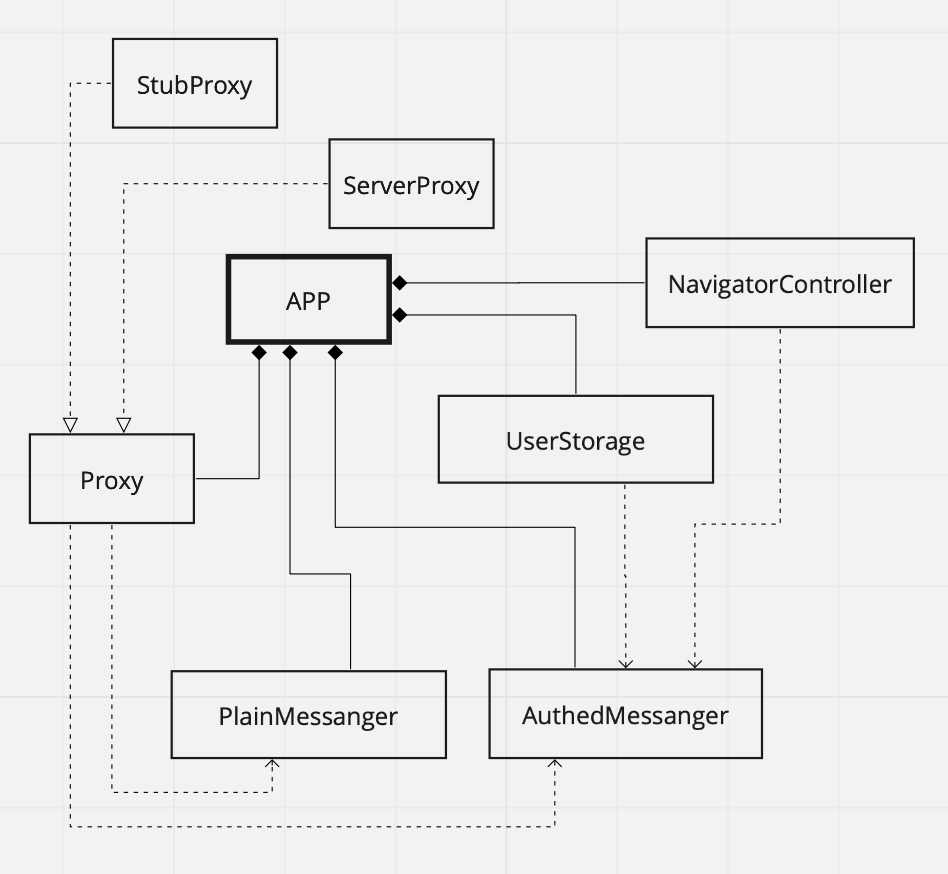 StubProxy
ServerProxy
APP
NavigatorController
UserStorage
Proxy
PlainMessanger
AuthedMessanger